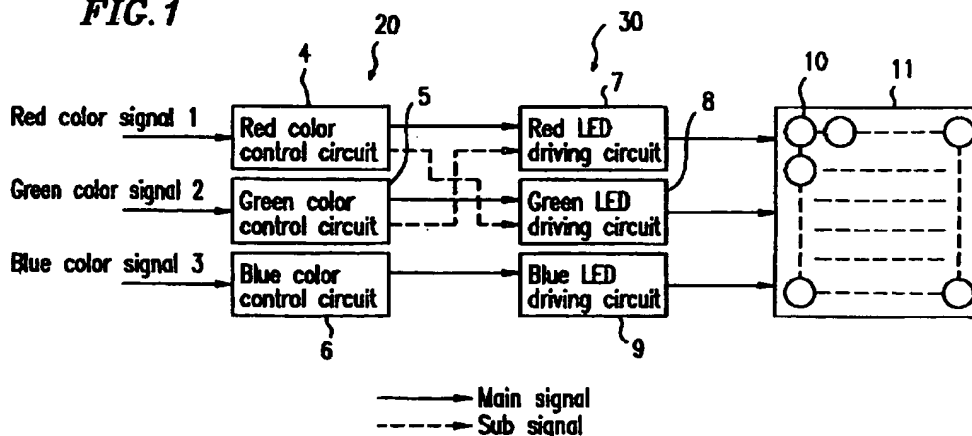 FIG. 1
20
30
4
5
7
8
10
11
Red color signal 1
Red color
control circuit
Red LED
driving circuit
Green color signal 2
Green color
control circuit
Green LED
driving circuit
Blue color signal 3
Blue color
control circuit
Blue LED
driving circuit
6
9
Main signal
Sub signal